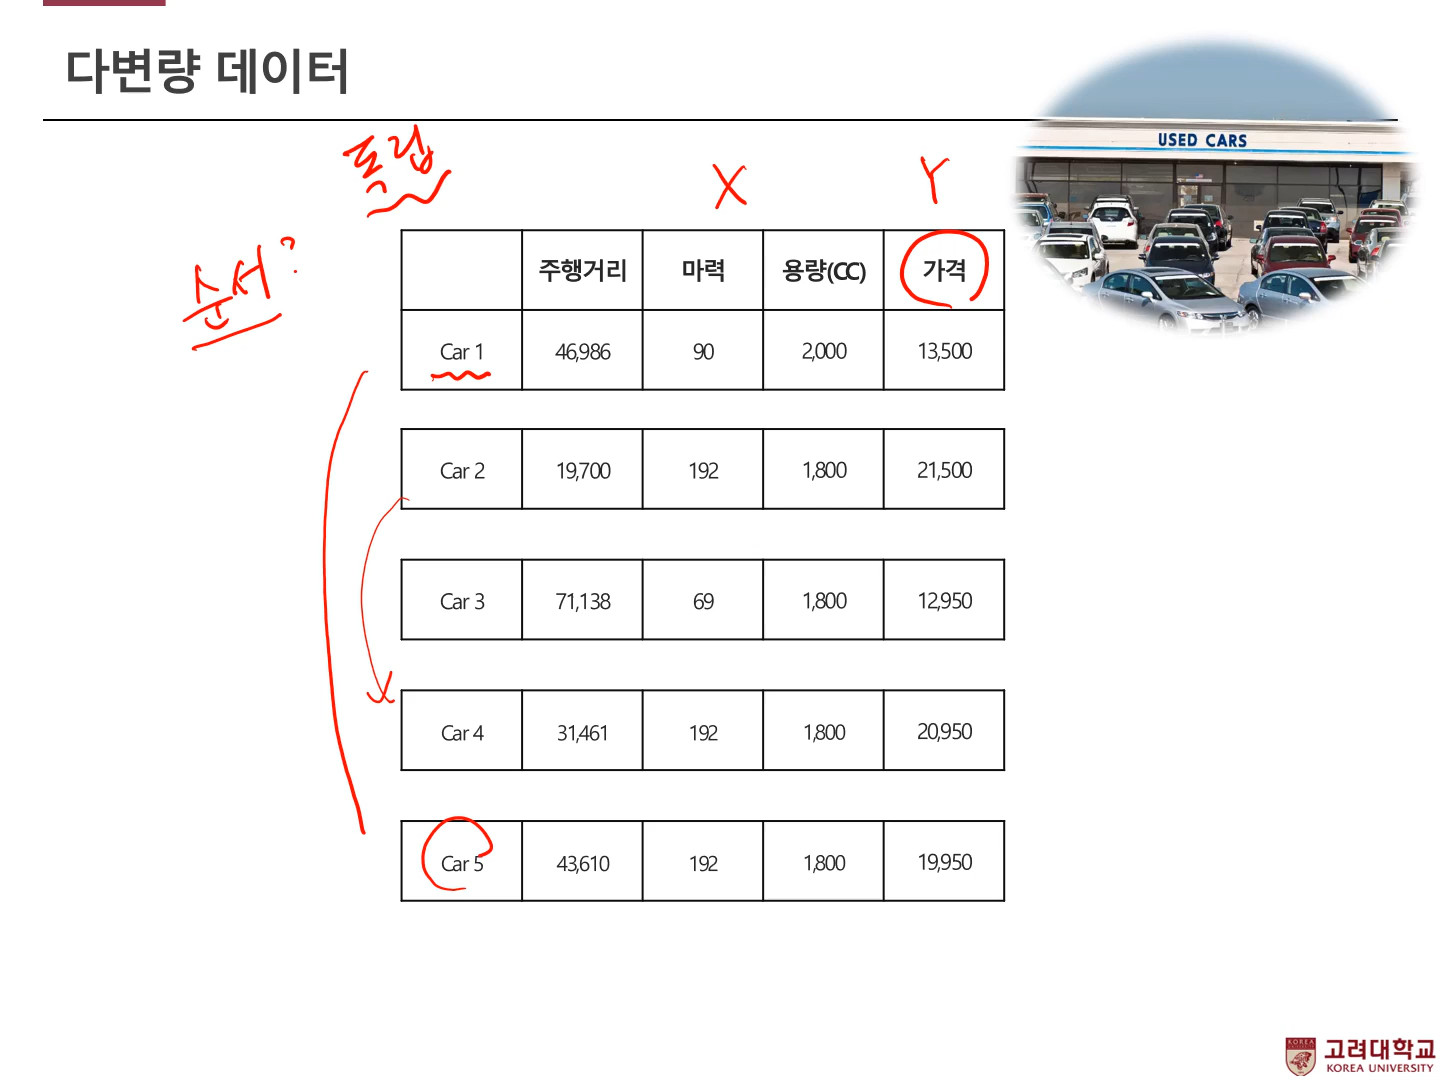 다변량 데이터
USED CARS
독립
X Y
순서?
주행거리 마력 용량(CC) 가격
Car 1 46,986 90 2,000 13,500
Car 2 19,700 192 1,800 21,500
Car 3 71,138 69 1,800 12,950
Car 4 31,461 192 1,800 20,950
Car 5 43,610 192 1,800 19,950
고려대학교
KOREA UNIVERSITY